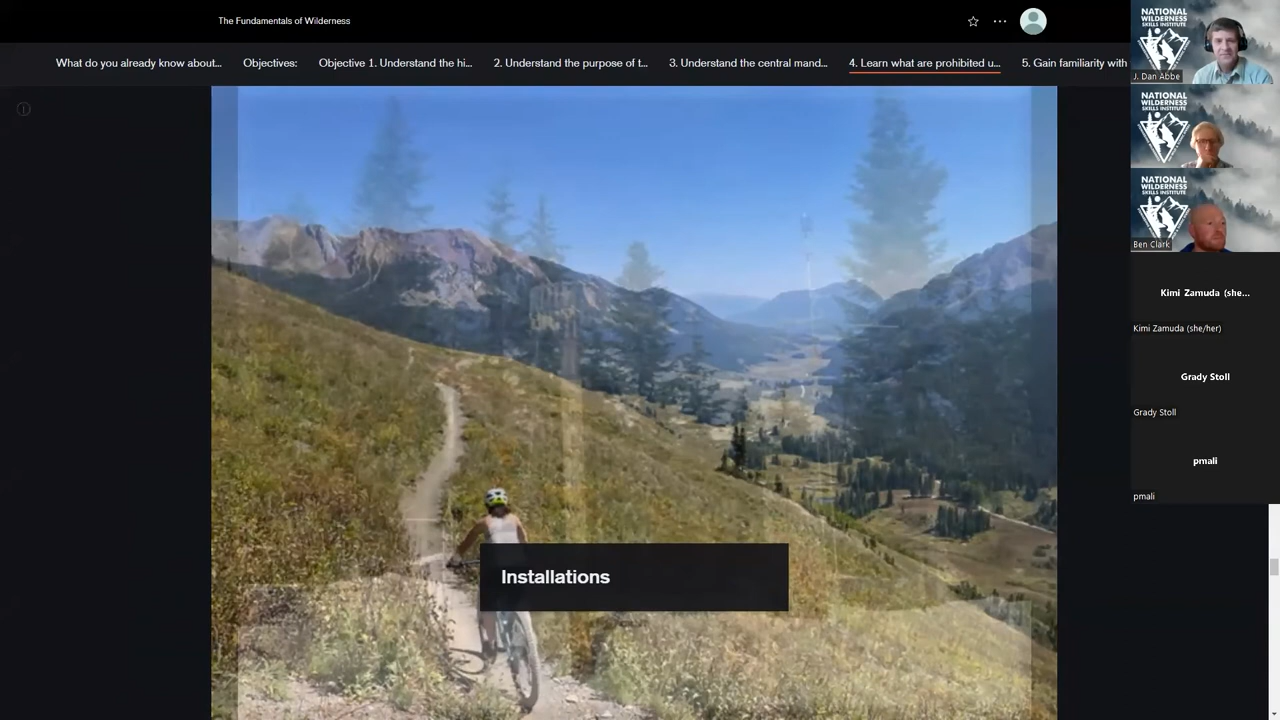 The Fundamentals of Wilderness
What do you already know about...
Objectives:
Objective 1. Understand the hi...
2. Understand the purpose of t...
3. Understand the central mand...
4. Learn what are prohibited u...
5. Gain familiarity with
Installations
NATIONAL
WILDERNESS
SKILLS INSTITUTE
J. Dan Abbe
NATIONAL
WILDERNESS
SKILLS INSTITUTE
NATIONAL
WILDERNESS
SKILLS INSTITUTE
Ben Clark
Kimi Zamuda (she...
Kimi Zamuda (she/her)
Grady Stoll
Grady Stoll
pmali
pmali